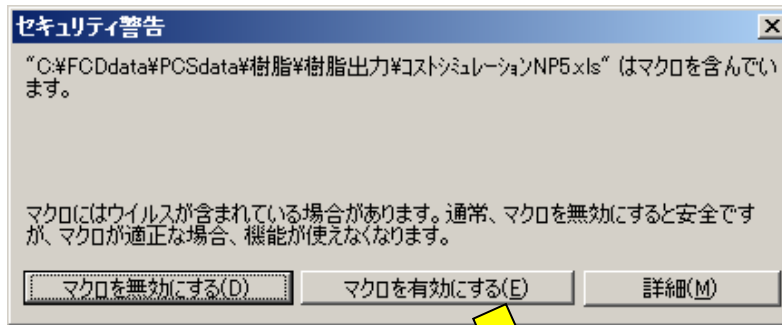 セキュリティ警告
"C:¥FCDdata¥PCSdata¥樹脂¥樹脂出力¥コストシミュレーションNP5.xls" はマクロを含んでい
ます。
マクロにはウイルスが含まれている場合があります。通常、マクロを無効にすると安全です
が、マクロが適正な場合、機能が使えなくなります。
マクロを無効にする(D)
マクロを有効にする(E)
詳細(M)